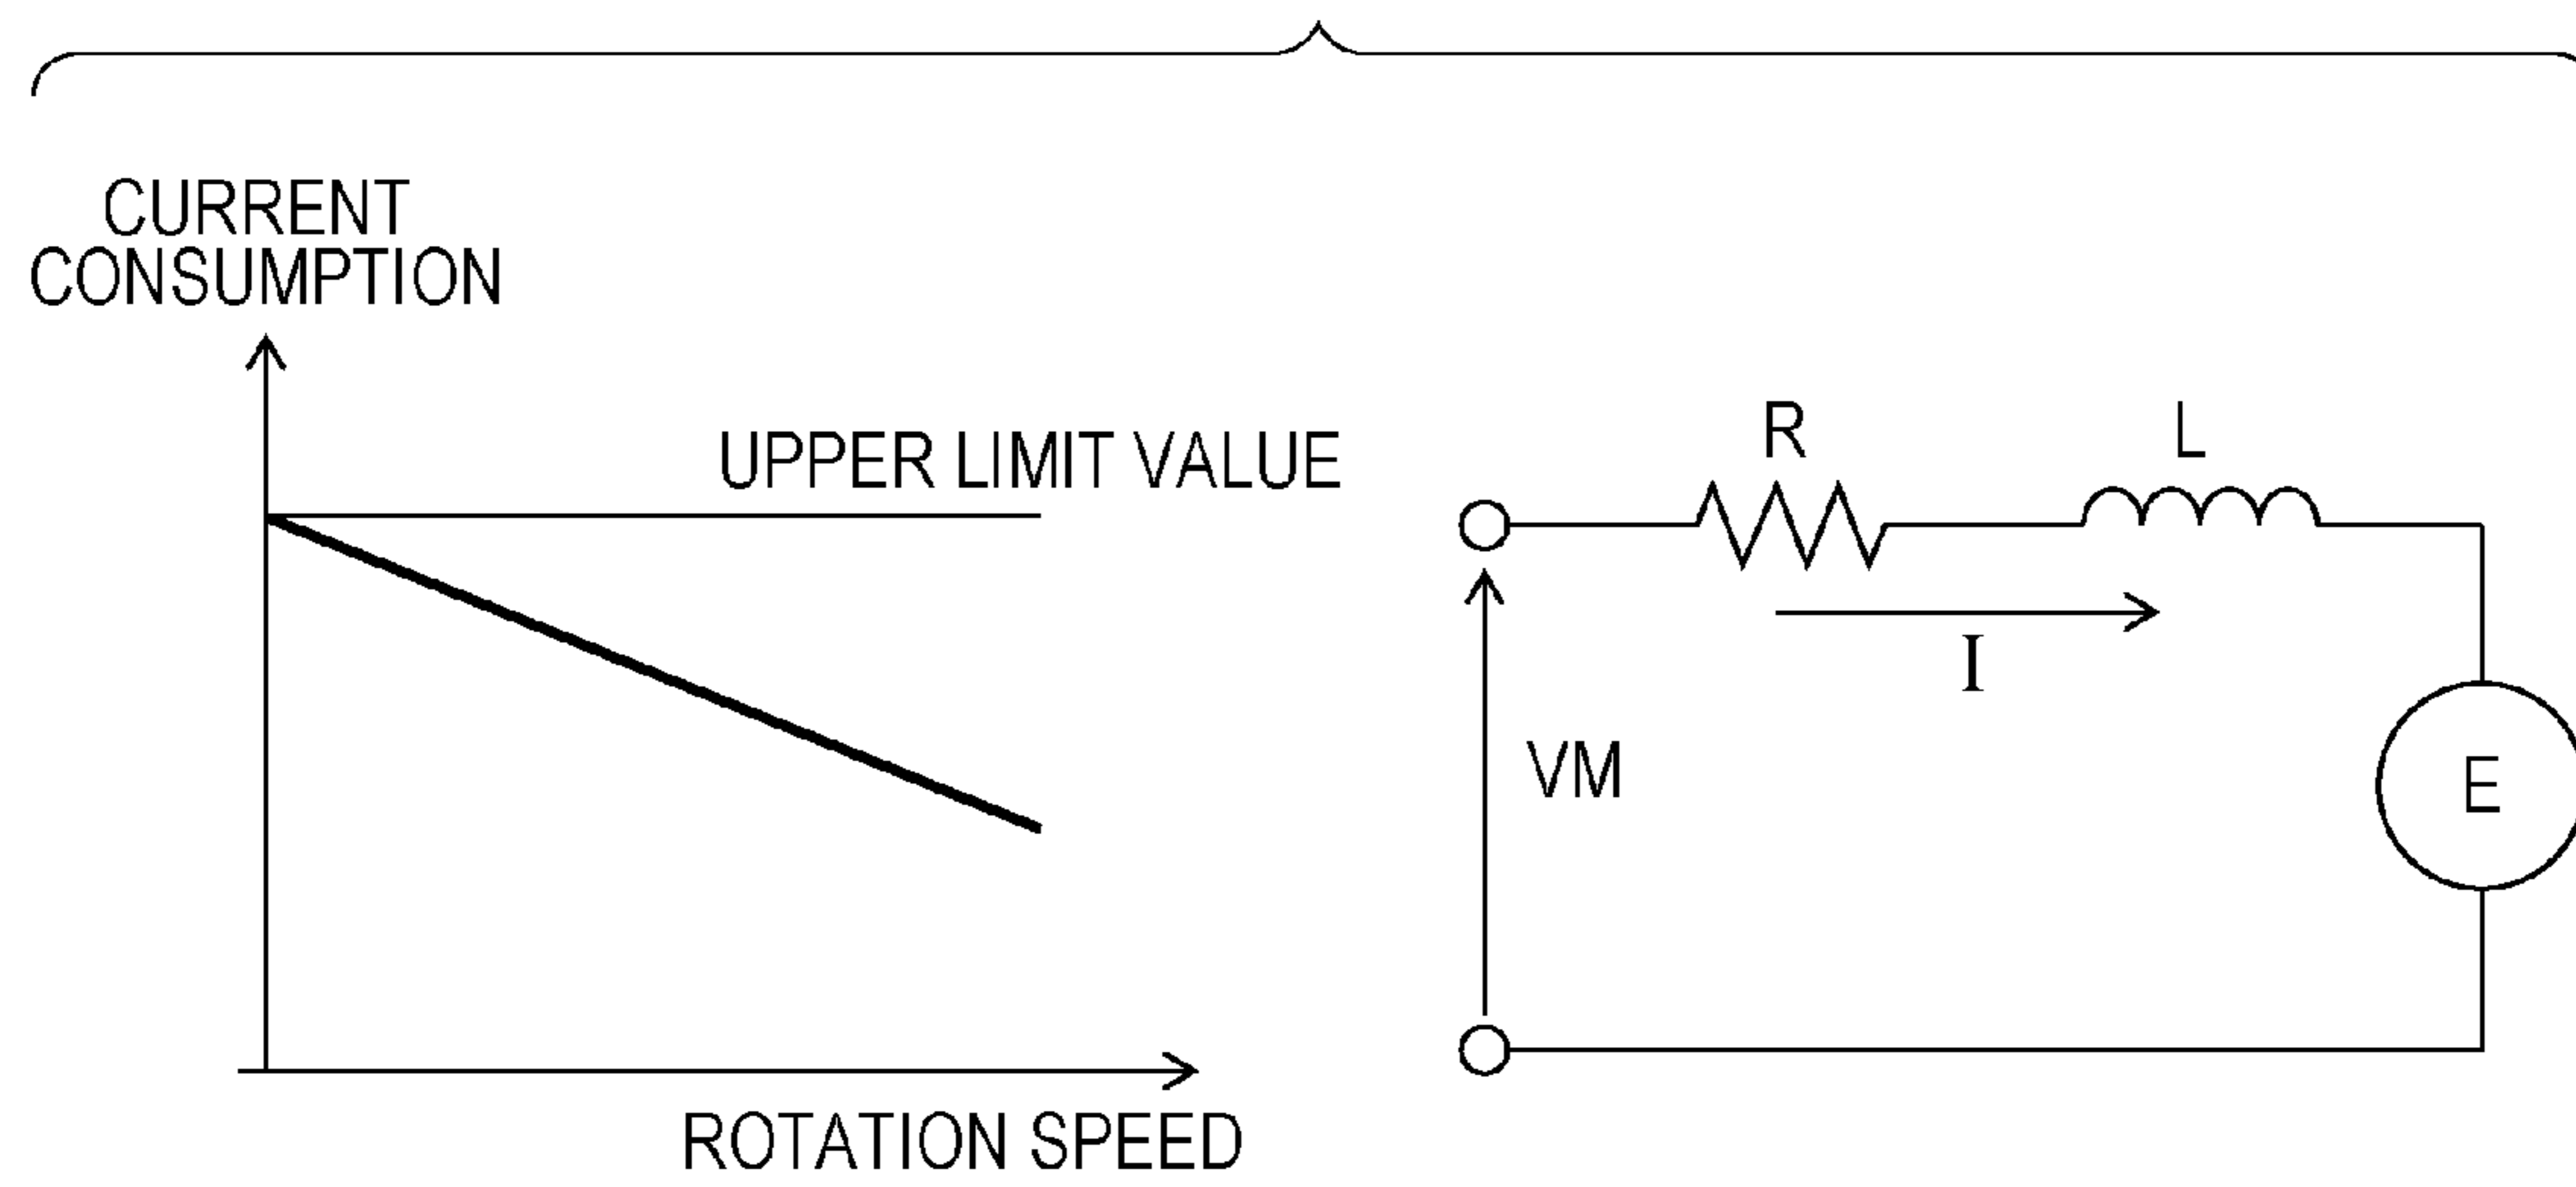 CURRENT
CONSUMPTION
UPPER LIMIT VALUE
ROTATION SPEED
R
L
I
VM
E